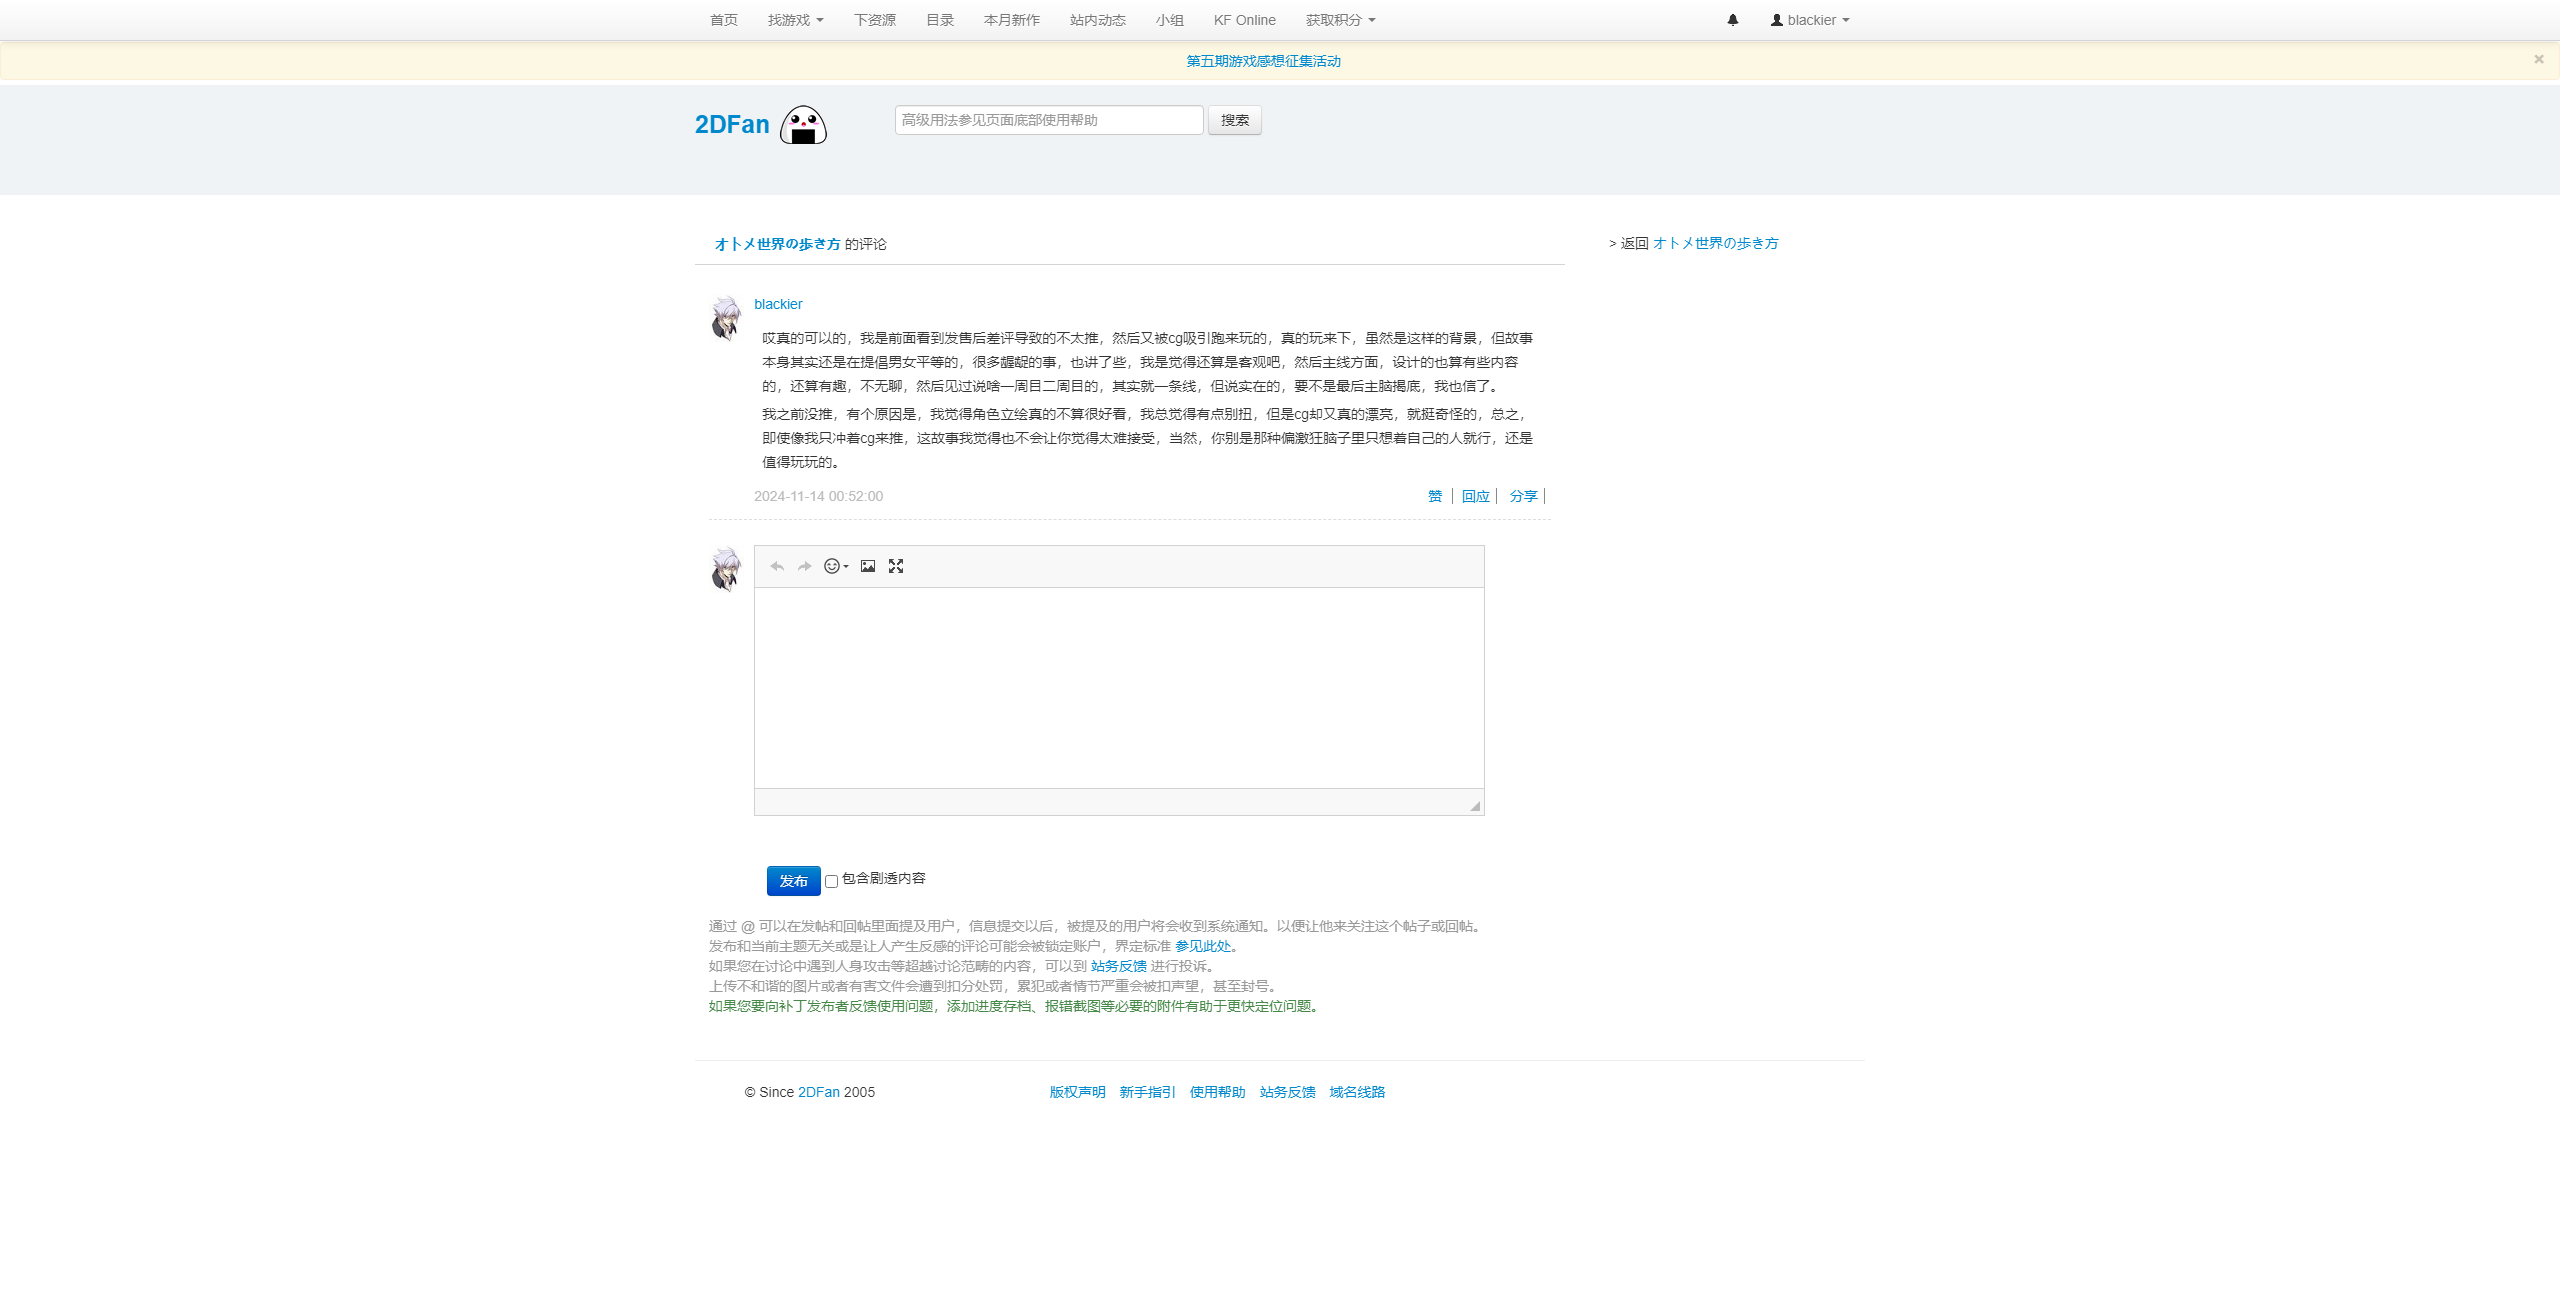 首页 找游戏 下资源 目录 本月新作 站内动态 小组 KF Online 获取积分 blackier
第五期游戏感想征集活动 ×
2DFan 高级用法参见页面底部使用帮助 搜索
オトメ世界の歩き方 的评论
> 返回 オトメ世界の歩き方
blackier
哎真的可以的，我是前面看到发售后差评导致的不太推，然后又被cg吸引跑来玩的，真的玩来下，虽然是这样的背景，但故事
本身其实还是在提倡男女平等的，很多龌龊的事，也讲了些，我是觉得还算是客观吧，然后主线方面，设计的也算有些内容
的，还算有趣，不无聊，然后见过说啥一周目二周目的，其实就一条线，但说实在的，要不是最后主脑揭底，我也信了。
我之前没推，有个原因是，我觉得角色立绘真的不算很好看，我总觉得有点别扭，但是cg却又真的漂亮，就挺奇怪的，总之，
即使像我只冲着cg来推，这故事我觉得也不会让你觉得太难接受，当然，你别是那种偏激狂脑子里只想着自己的人就行，还是
值得玩玩的。
2024-11-14 00:52:00 赞 回应 分享
发布 包含剧透内容
通过 @ 可以在发帖和回帖里面提及用户，信息提交以后，被提及的用户将会收到系统通知。以便让他来关注这个帖子或回帖。
发布和当前主题无关或是让人产生反感的评论可能会被锁定账户，界定标准 参见此处。
如果您在讨论中遇到人身攻击等超越讨论范畴的内容，可以到 站务反馈 进行投诉。
上传不和谐的图片或者有害文件会遭到扣分处罚，累犯或者情节严重会被扣声望，甚至封号。
如果您要向补丁发布者反馈使用问题，添加进度存档、报错截图等必要的附件有助于更快定位问题。
© Since 2DFan 2005 版权声明 新手指引 使用帮助 站务反馈 域名线路